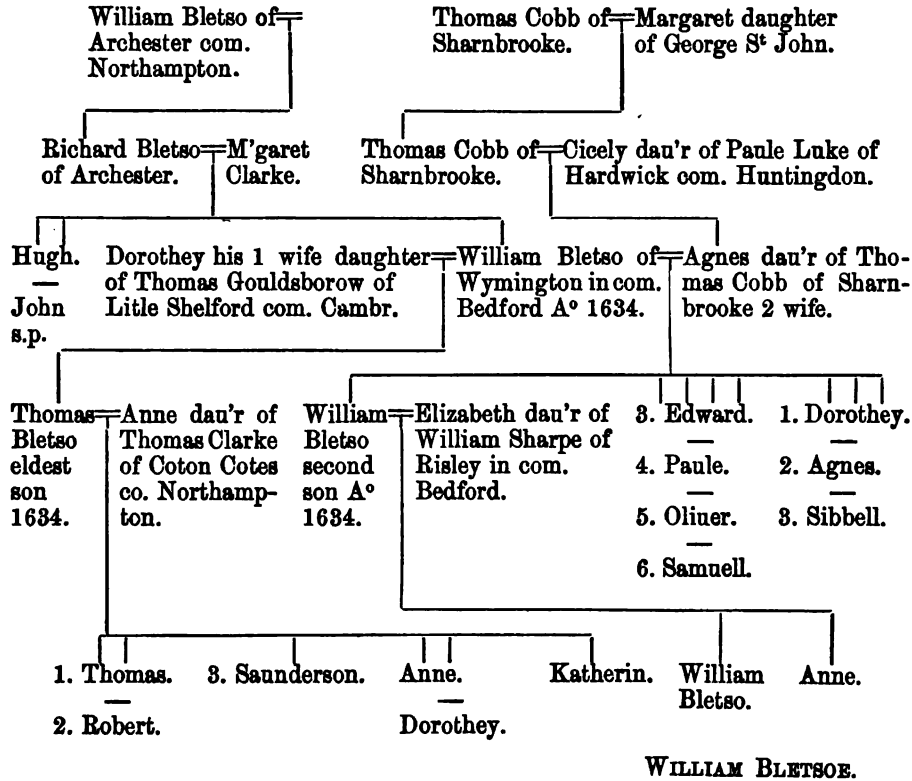 William Bletso of
Archester com.
Northampton.
Thomas Cobb of
Sharnbrooke.
Margaret daughter
of George Sᵗ John.
Richard Bletso
of Archester.
M'garet
Clarke.
Thomas Cobb of
Sharnbrooke.
Cicely dau'r of Paule Luke of
Hardwick com. Huntingdon.
Hugh.
—
John
s.p.
Dorothey his 1 wife daughter
of Thomas Gouldsborow of
Litle Shelford com. Cambr.
William Bletso of
Wymington in com.
Bedford Aº 1634.
Agnes dau'r of Tho-
mas Cobb of Sharn-
brooke 2 wife.
Thomas
Bletso
eldest
son
1634.
Anne dau'r of
Thomas Clarke
of Coton Cotes
co. Northamp-
ton.
William
Bletso
second
son Aº
1634.
Elizabeth dau'r of
William Sharpe of
Risley in com.
Bedford.
3. Edward.
—
4. Paule.
—
5. Oliuer.
—
6. Samuell.
1. Dorothey.
—
2. Agnes.
—
3. Sibbell.
1. Thomas.
—
2. Robert.
3. Saunderson.
Anne.
—
Dorothey.
Katherin.
William
Bletso.
Anne.
WILLIAM BLETSOE.